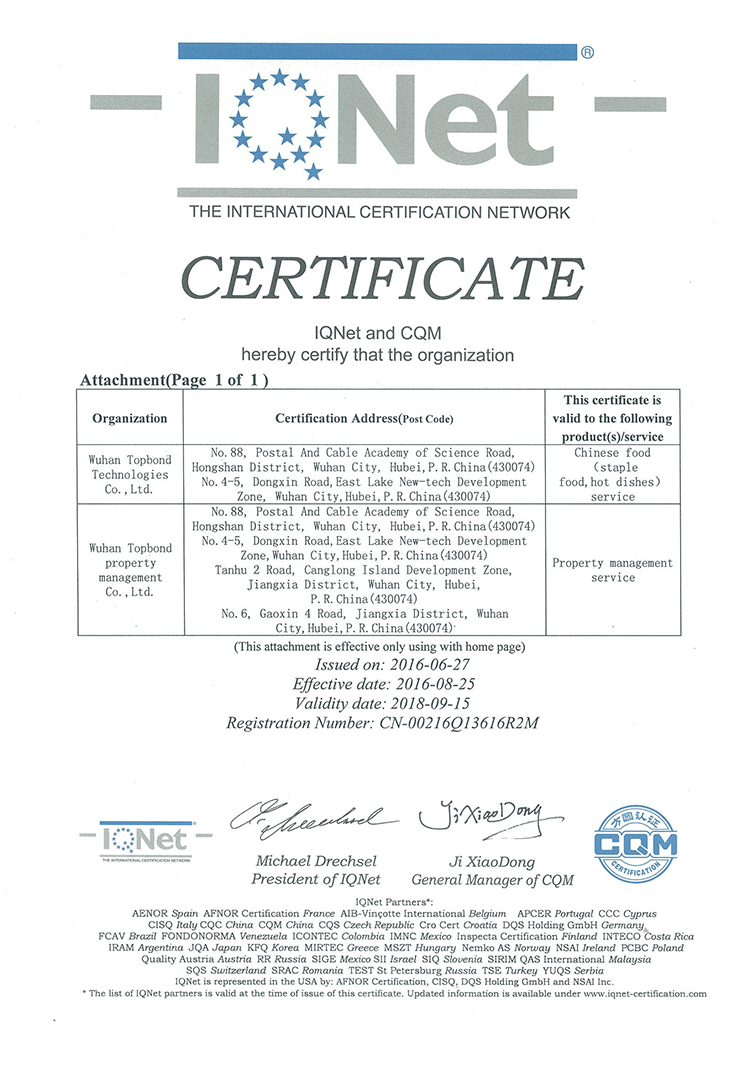 IQNet®
THE INTERNATIONAL CERTIFICATION NETWORK
CERTIFICATE
IQNet and CQM
hereby certify that the organization
Attachment(Page 1 of 1 )
Organization
Certification Address(Post Code)
This certificate is
valid to the following
product(s)/service
Wuhan Topbond
Technologies
Co.,Ltd.
No.88, Postal And Cable Academy of Science Road,
Hongshan District, Wuhan City, Hubei,P.R.China(430074)
No.4-5, Dongxin Road,East Lake New-tech Development
Zone, Wuhan City,Hubei,P.R.China(430074)
Chinese food
(staple
food,hot dishes)
service
Wuhan Topbond
property
management
Co.,Ltd.
No.88, Postal And Cable Academy of Science Road,
Hongshan District, Wuhan City, Hubei,P.R.China(430074)
No.4-5, Dongxin Road,East Lake New-tech Development
Zone,Wuhan City,Hubei,P.R.China(430074)
Tanhu 2 Road, Canglong Island Development Zone,
Jiangxia District, Wuhan City, Hubei,
P.R.China(430074)
No.6, Gaoxin 4 Road, Jiangxia District, Wuhan
City,Hubei,P.R.China(430074)
Property management
service
(This attachment is effective only using with home page)
Issued on: 2016-06-27
Effective date: 2016-08-25
Validity date: 2018-09-15
Registration Number: CN-00216Q13616R2M
IQNet
THE INTERNATIONAL CERTIFICATION NETWORK
Ji XiaoDong
方圆认证
CQM
CERTIFICATION
Michael Drechsel
President of IQNet
Ji XiaoDong
General Manager of CQM
IQNet Partners*:
AENOR Spain AFNOR Certification France AIB-Vinçotte International Belgium APCER Portugal CCC Cyprus
CISQ Italy CQC China CQM China CQS Czech Republic Cro Cert Croatia DQS Holding GmbH Germany
FCAV Brazil FONDONORMA Venezuela ICONTEC Colombia IMNC Mexico Inspecta Certification Finland INTECO Costa Rica
IRAM Argentina JQA Japan KFQ Korea MIRTEC Greece MSZT Hungary Nemko AS Norway NSAI Ireland PCBC Poland
Quality Austria Austria RR Russia SIGE Mexico SII Israel SIQ Slovenia SIRIM QAS International Malaysia
SQS Switzerland SRAC Romania TEST St Petersburg Russia TSE Turkey YUQS Serbia
IQNet is represented in the USA by: AFNOR Certification, CISQ, DQS Holding GmbH and NSAI Inc.
* The list of IQNet partners is valid at the time of issue of this certificate. Updated information is available under www.iqnet-certification.com